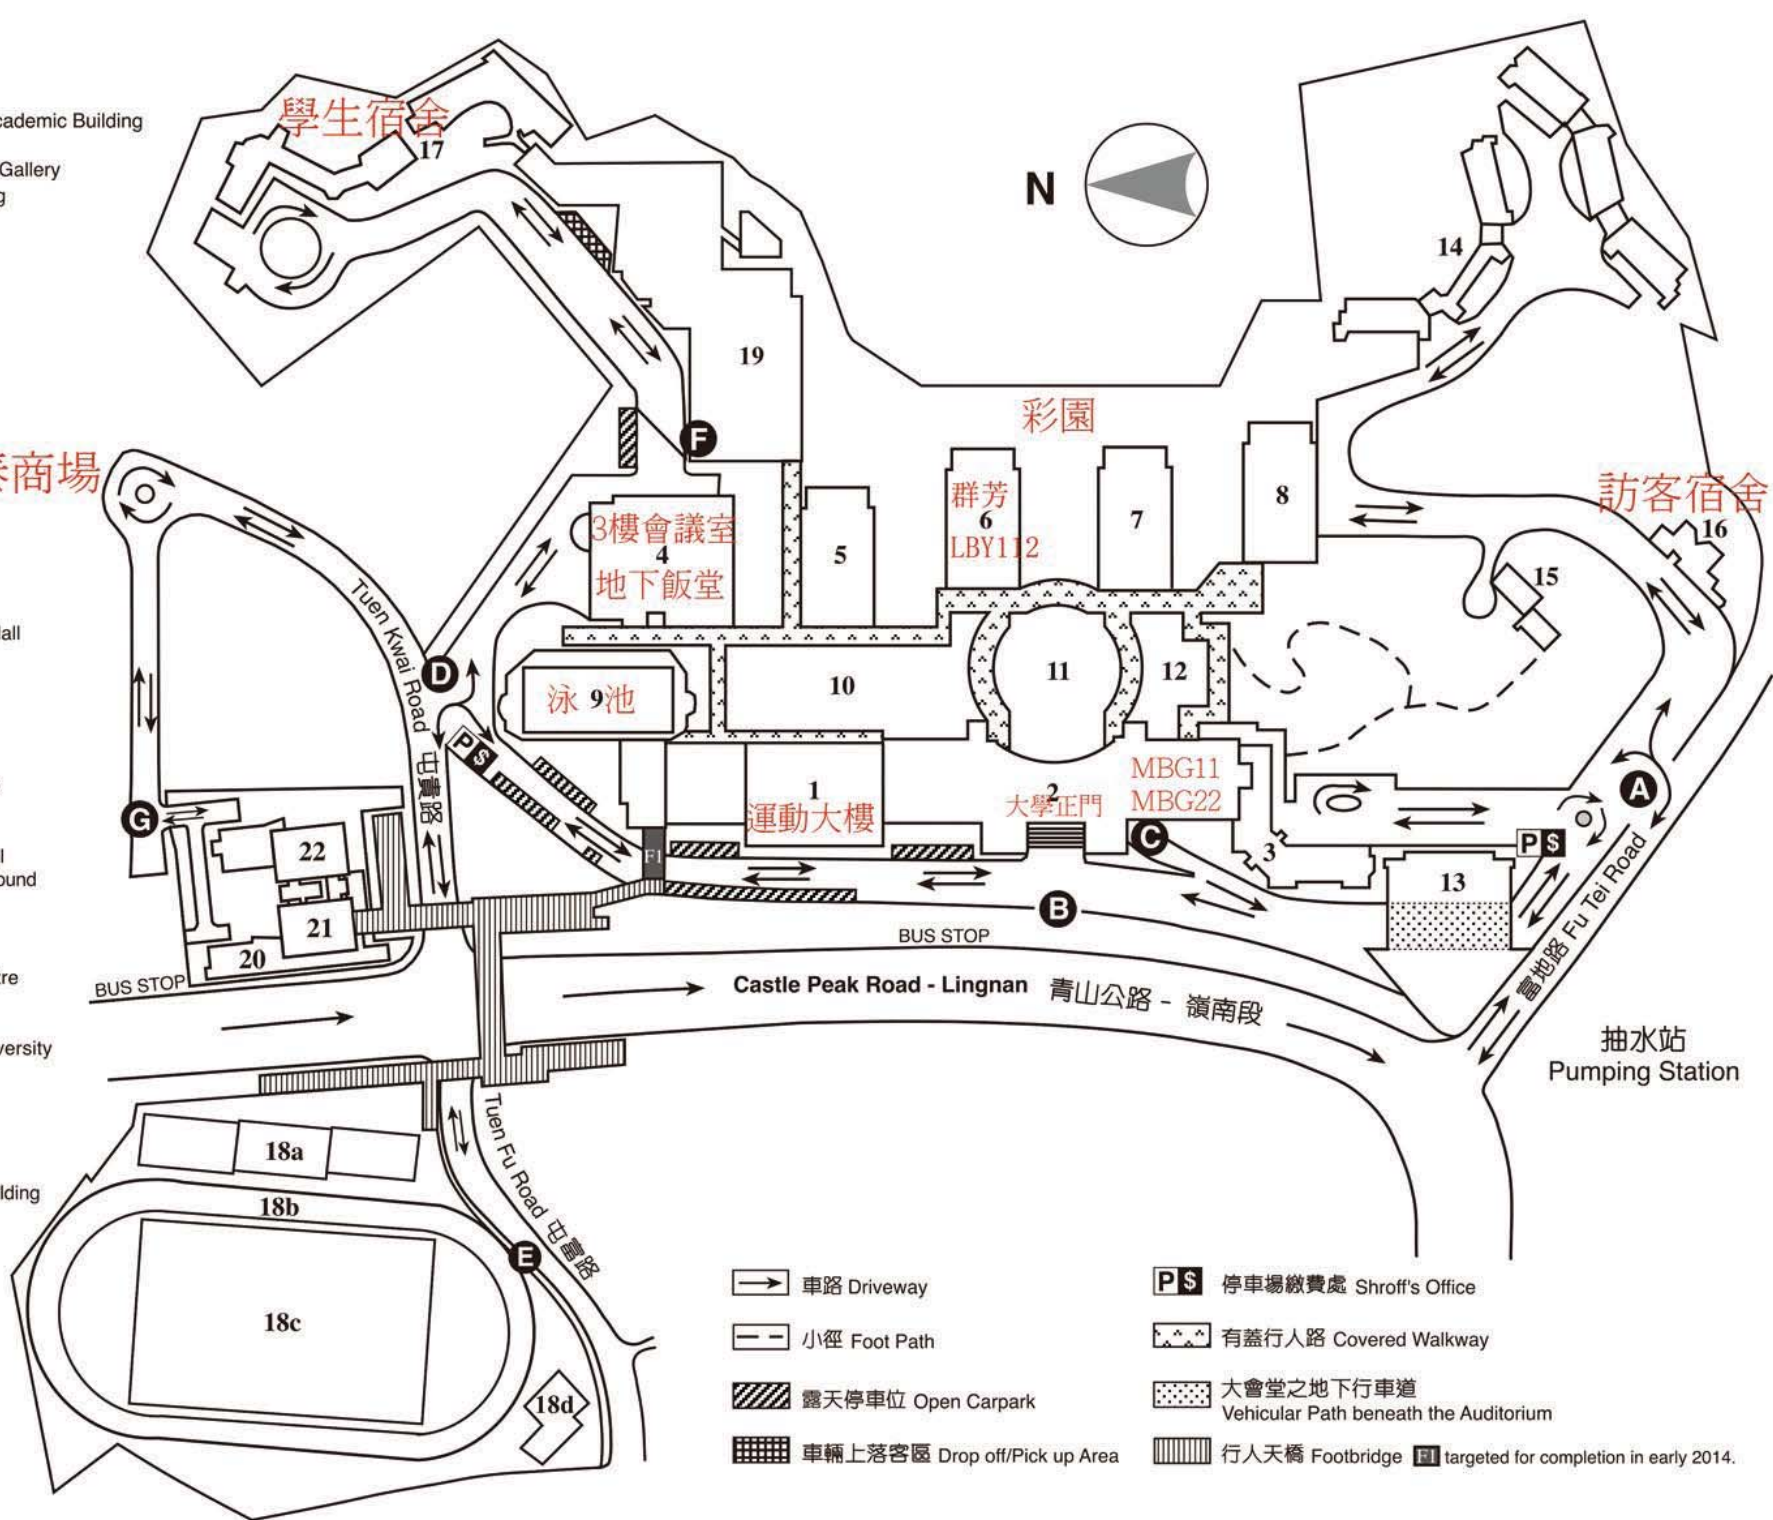 學生宿舍
17
cademic Building
Gallery
g
N
14
19
彩園
F
商場
訪客宿舍
16
8
群芳
6
LBY112
7
3樓會議室
4
地下飯堂
5
15
Tuen Kwai Road 屯貴路
Hall
D
泳 9 池
10
11
12
P $
A
1
運動大樓
2
大學正門
MBG11
MBG22
G
C
P $
l
ound
22
F1
3
13
富地路 Fu Tei Road
21
B
BUS STOP
20
BUS STOP
tre
Castle Peak Road - Lingnan 青山公路 - 嶺南段
versity
抽水站
Pumping Station
Tuen Fu Road 屯富路
18a
lding
18b
E
18c
18d
車路 Driveway
小徑 Foot Path
露天停車位 Open Carpark
車輛上落客區 Drop off/Pick up Area
P $ 停車場繳費處 Shroff's Office
有蓋行人路 Covered Walkway
大會堂之地下行車道
Vehicular Path beneath the Auditorium
行人天橋 Footbridge F1 targeted for completion in early 2014.